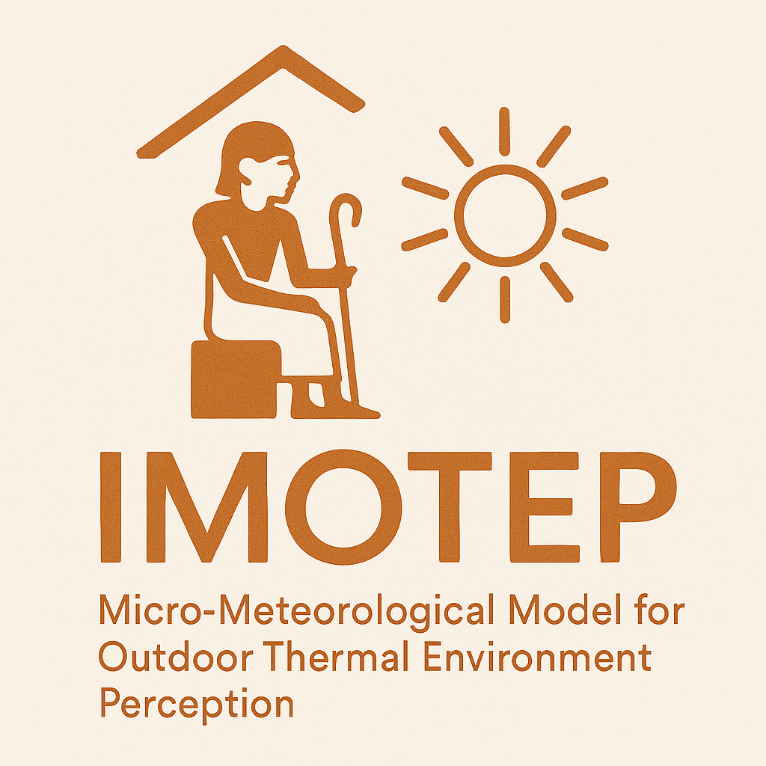 IMOTEP
Micro-Meteorological Model for
Outdoor Thermal Environment
Perception